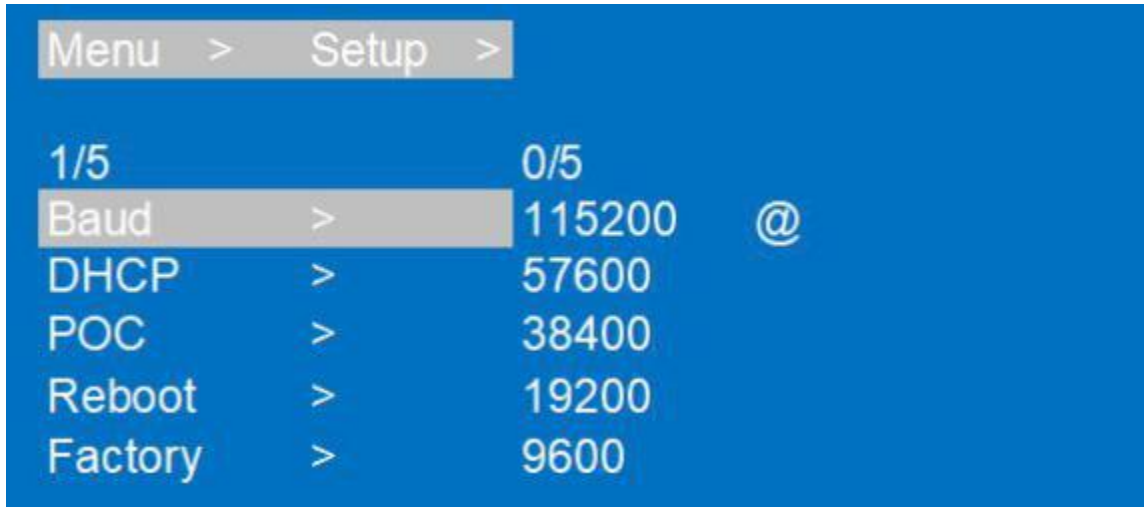 Menu > Setup >
1/5 0/5
Baud > 115200 @
DHCP > 57600
POC > 38400
Reboot > 19200
Factory > 9600